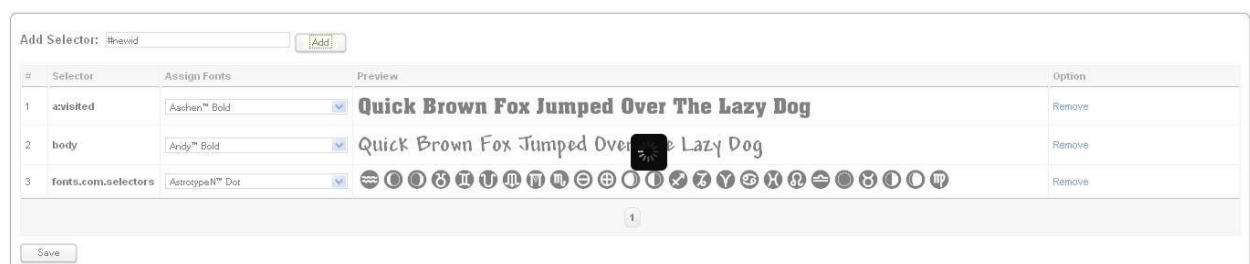 Add Selector: #newid Add
# Selector Assign Fonts Preview Option
1 a:visited Aachen™ Bold Quick Brown Fox Jumped Over The Lazy Dog Remove
2 body Andy™ Bold Quick Brown Fox Jumped Over Lazy Dog Remove
3 fonts.com.selectors AstrotypeN™ Dot Remove
1
Save